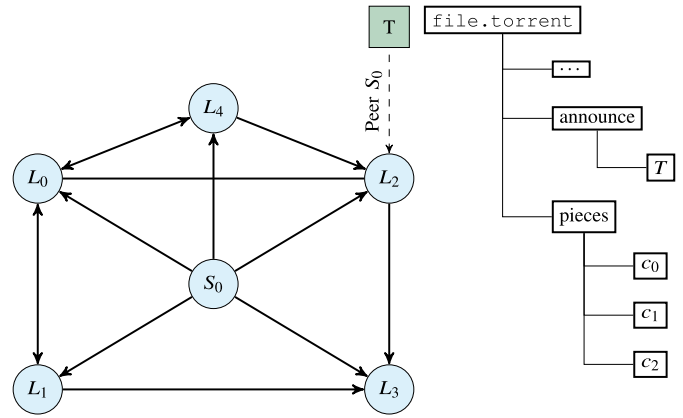 T
file.torrent
Peer S₀
...
announce
T
L₄
L₀
L₂
pieces
S₀
c₀
c₁
c₂
L₁
L₃